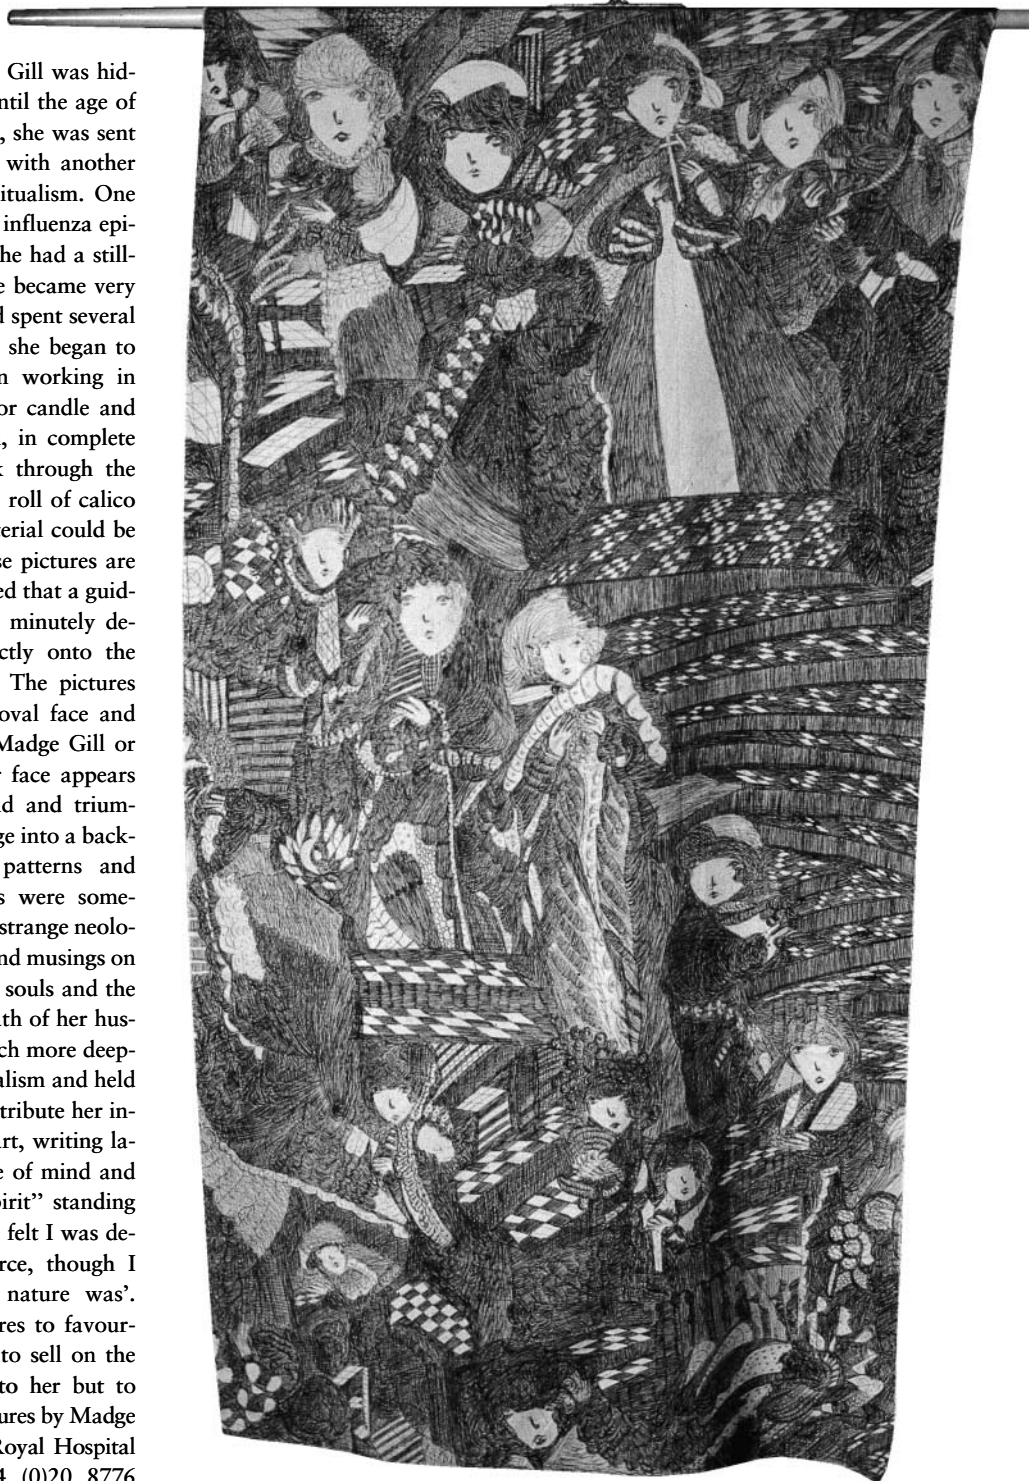 Gill was hid-
ntil the age of
, she was sent
with another
itualism. One
influenza epi-
he had a still-
e became very
d spent several
she began to
n working in
or candle and
, in complete
k through the
roll of calico
terial could be
se pictures are
ed that a guid-
minutely de-
ctly onto the
The pictures
oval face and
Madge Gill or
r face appears
nd and trium-
ge into a back-
patterns and
s were some-
strange neolo-
nd musings on
souls and the
ath of her hus-
ch more deep-
alism and held
tribute her in-
art, writing la-
e of mind and
pirit” standing
felt I was de-
rce, though I
nature was’.
res to favour-
to sell on the
to her but to
ures by Madge
Royal Hospital
4 (0)20 8776